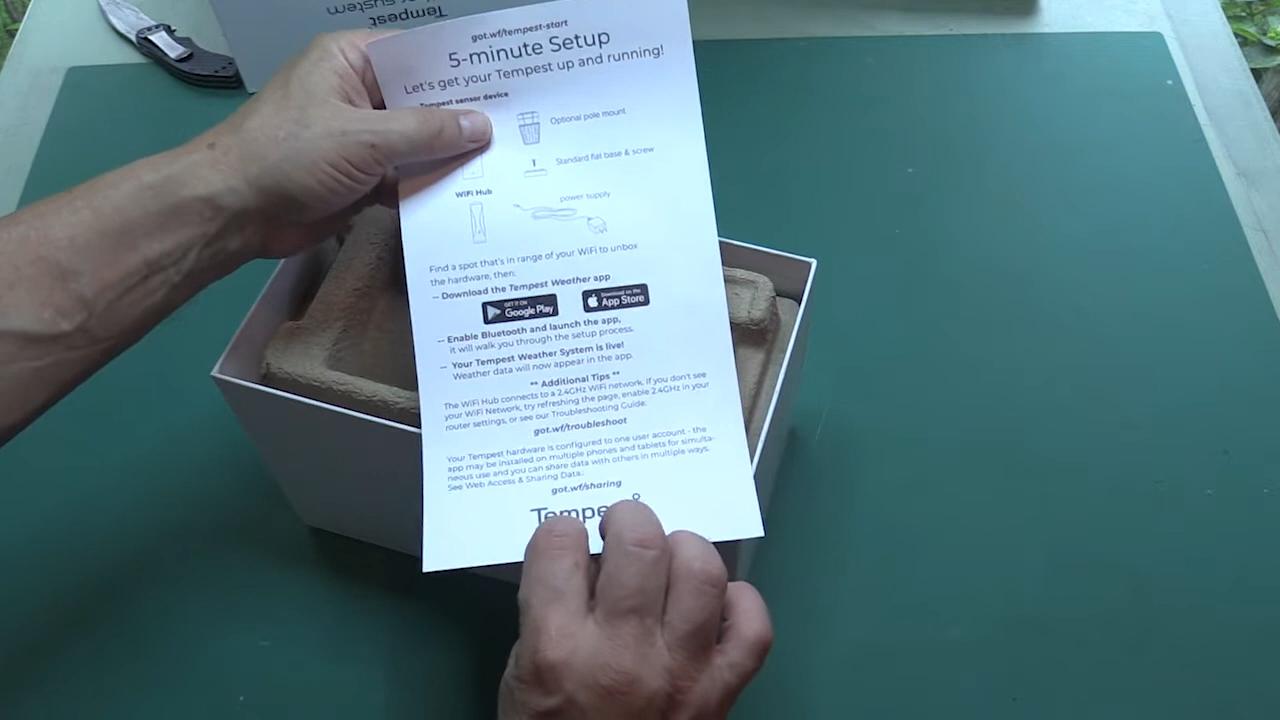 Tempest
System
got.wf/tempest-start
5-minute Setup
Let's get your Tempest up and running!
Tempest sensor device
Optional pole mount
Standard flat base & screw
WiFi Hub
power supply
Find a spot that's in range of your WiFi to unbox
the hardware, then:
— Download the Tempest Weather app
GET IT ON
Google Play
Download on the
App Store
— Enable Bluetooth and launch the app,
it will walk you through the setup process.
— Your Tempest Weather System is live!
Weather data will now appear in the app.
** Additional Tips **
The WiFi Hub connects to a 2.4GHz WiFi network. If you don't see
your WiFi Network, try refreshing the page, enable 2.4GHz in your
router settings, or see our Troubleshooting Guide.
got.wf/troubleshoot
Your Tempest hardware is configured to one user account - the
app may be installed on multiple phones and tablets for simulta-
neous use and you can share data with others in multiple ways.
See Web Access & Sharing Data..
got.wf/sharing
Tempe